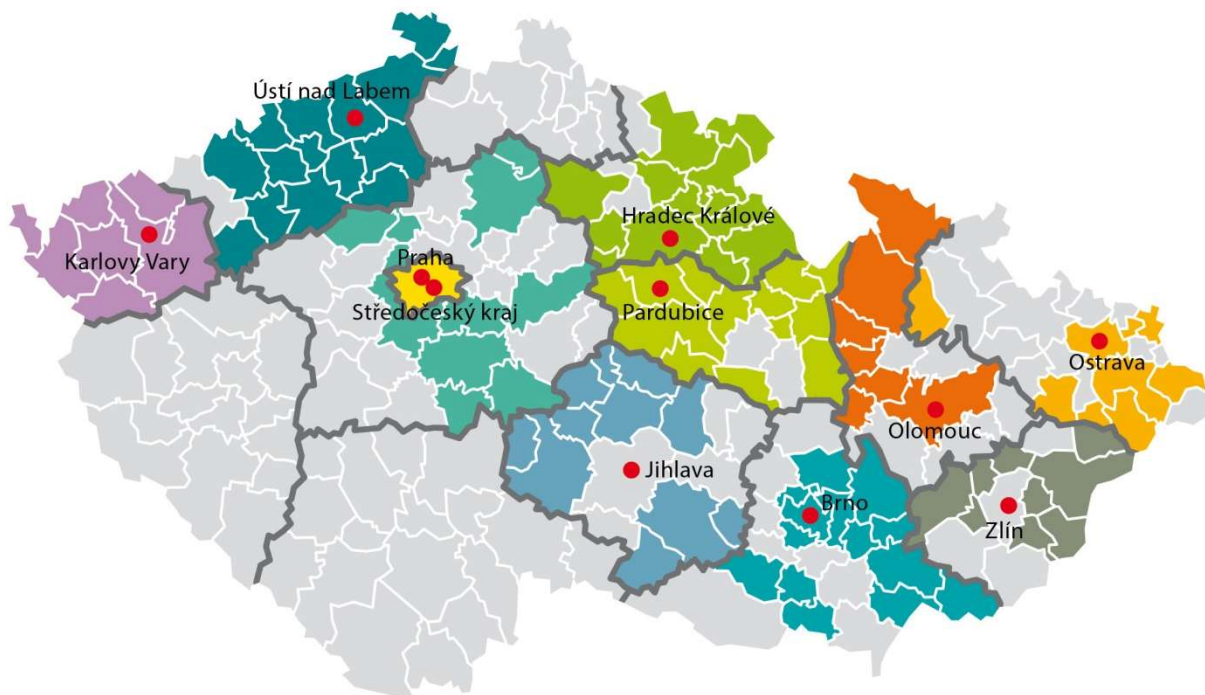 Ústí nad Labem
Hradec Králové
Praha
Karlovy Vary
Středočeský kraj
Pardubice
Ostrava
Olomouc
Jihlava
Brno
Zlín